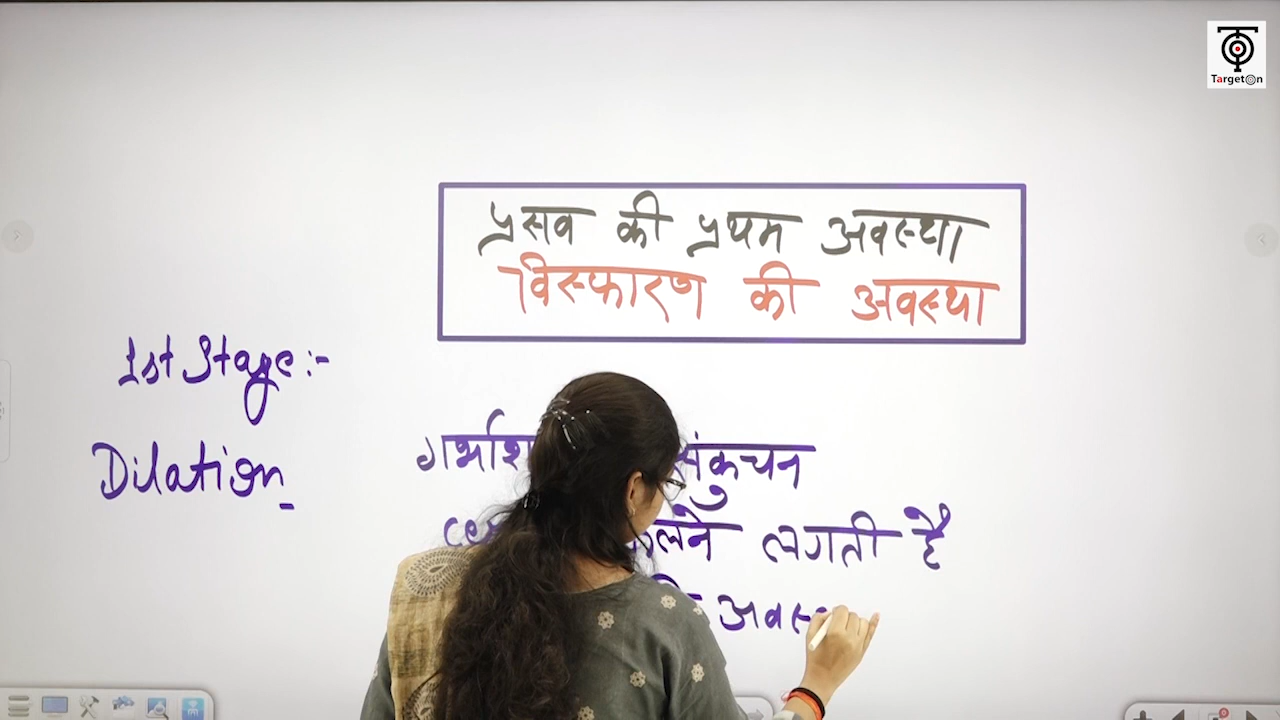 TargetOn
प्रसव की प्रथम अवस्था
विस्फारण की अवस्था
1st Stage :-
Dilation
संकुचन
लगती है